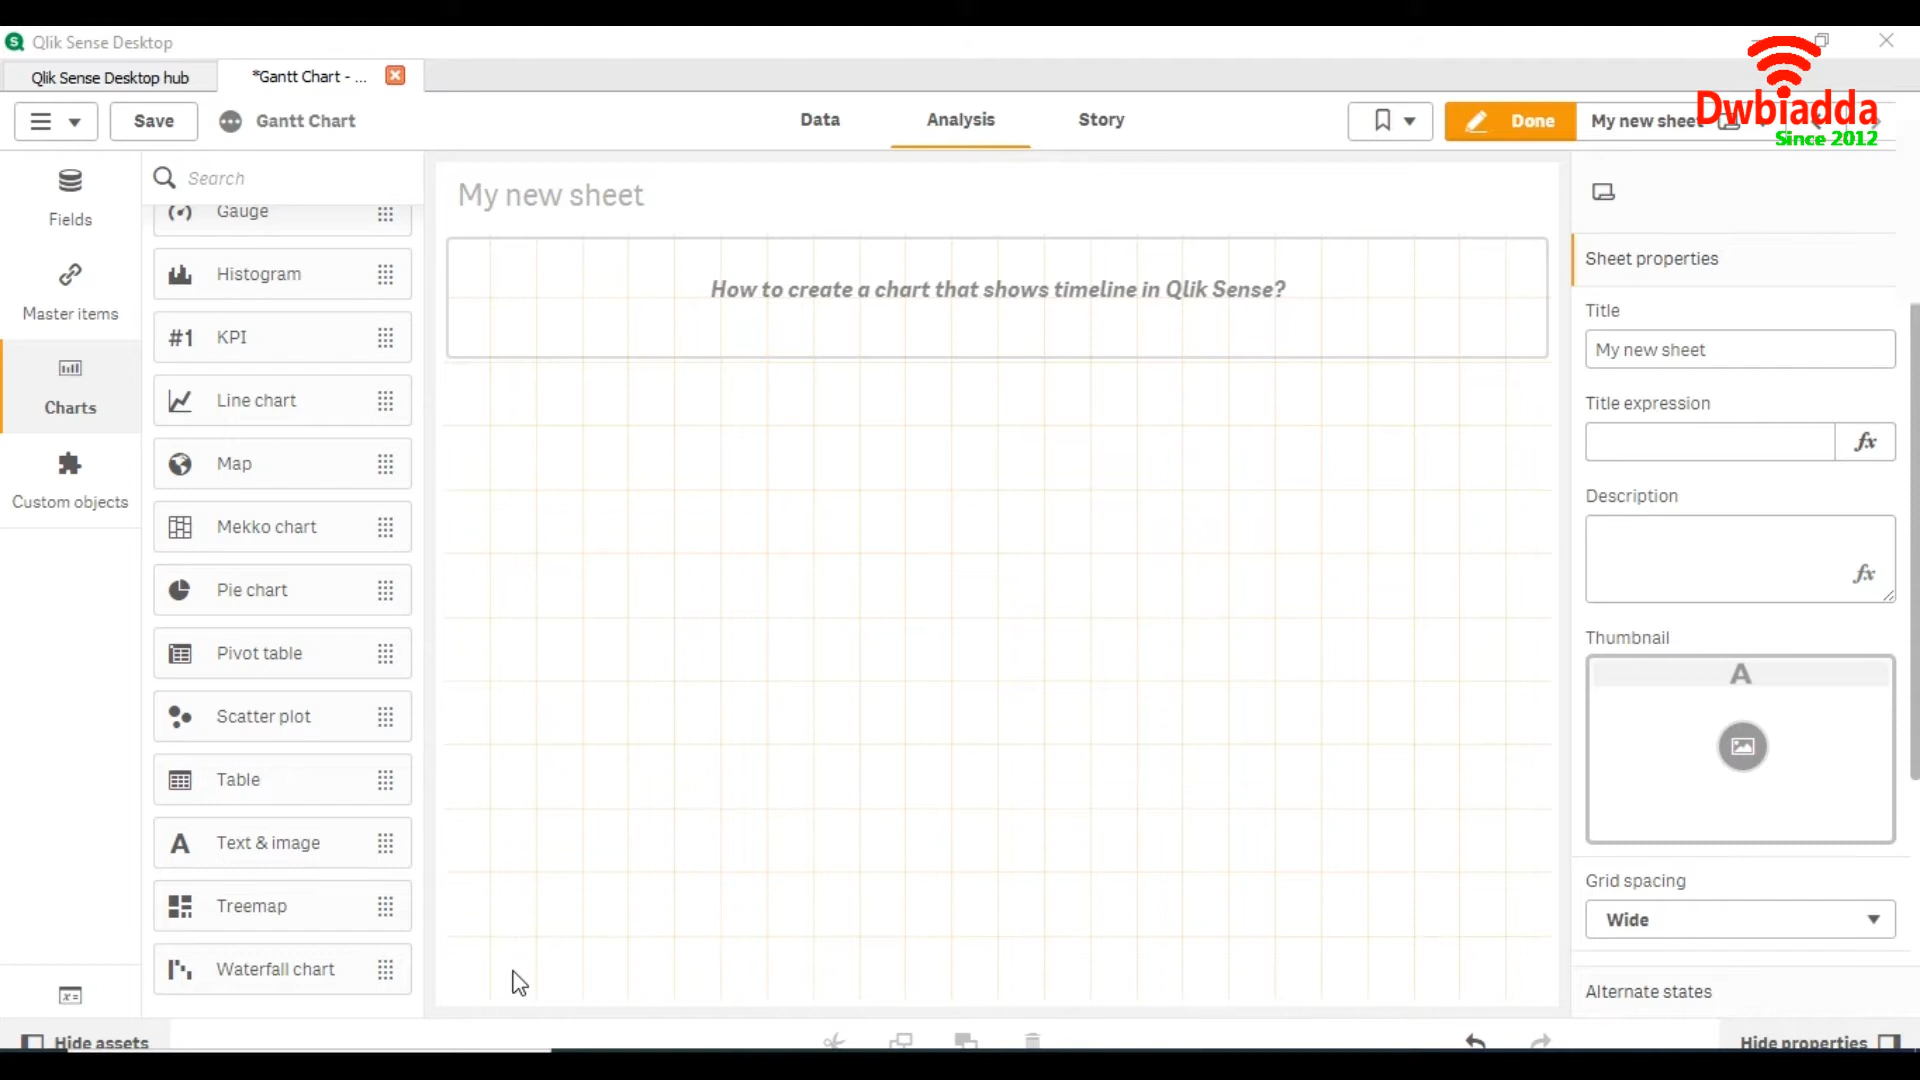 Qlik Sense Desktop
Qlik Sense Desktop hub
*Gantt Chart - ...
Save
Gantt Chart
Data
Analysis
Story
Done
My new sheet
Dwbiadda
Since 2012
Fields
Master items
Charts
Custom objects
Search
Gauge
Histogram
#1 KPI
Line chart
Map
Mekko chart
Pie chart
Pivot table
Scatter plot
Table
A Text & image
Treemap
Waterfall chart
My new sheet
How to create a chart that shows timeline in Qlik Sense?
Sheet properties
Title
My new sheet
Title expression
fx
Description
fx
Thumbnail
A
Grid spacing
Wide
Alternate states
x=
Hide assets
Hide properties